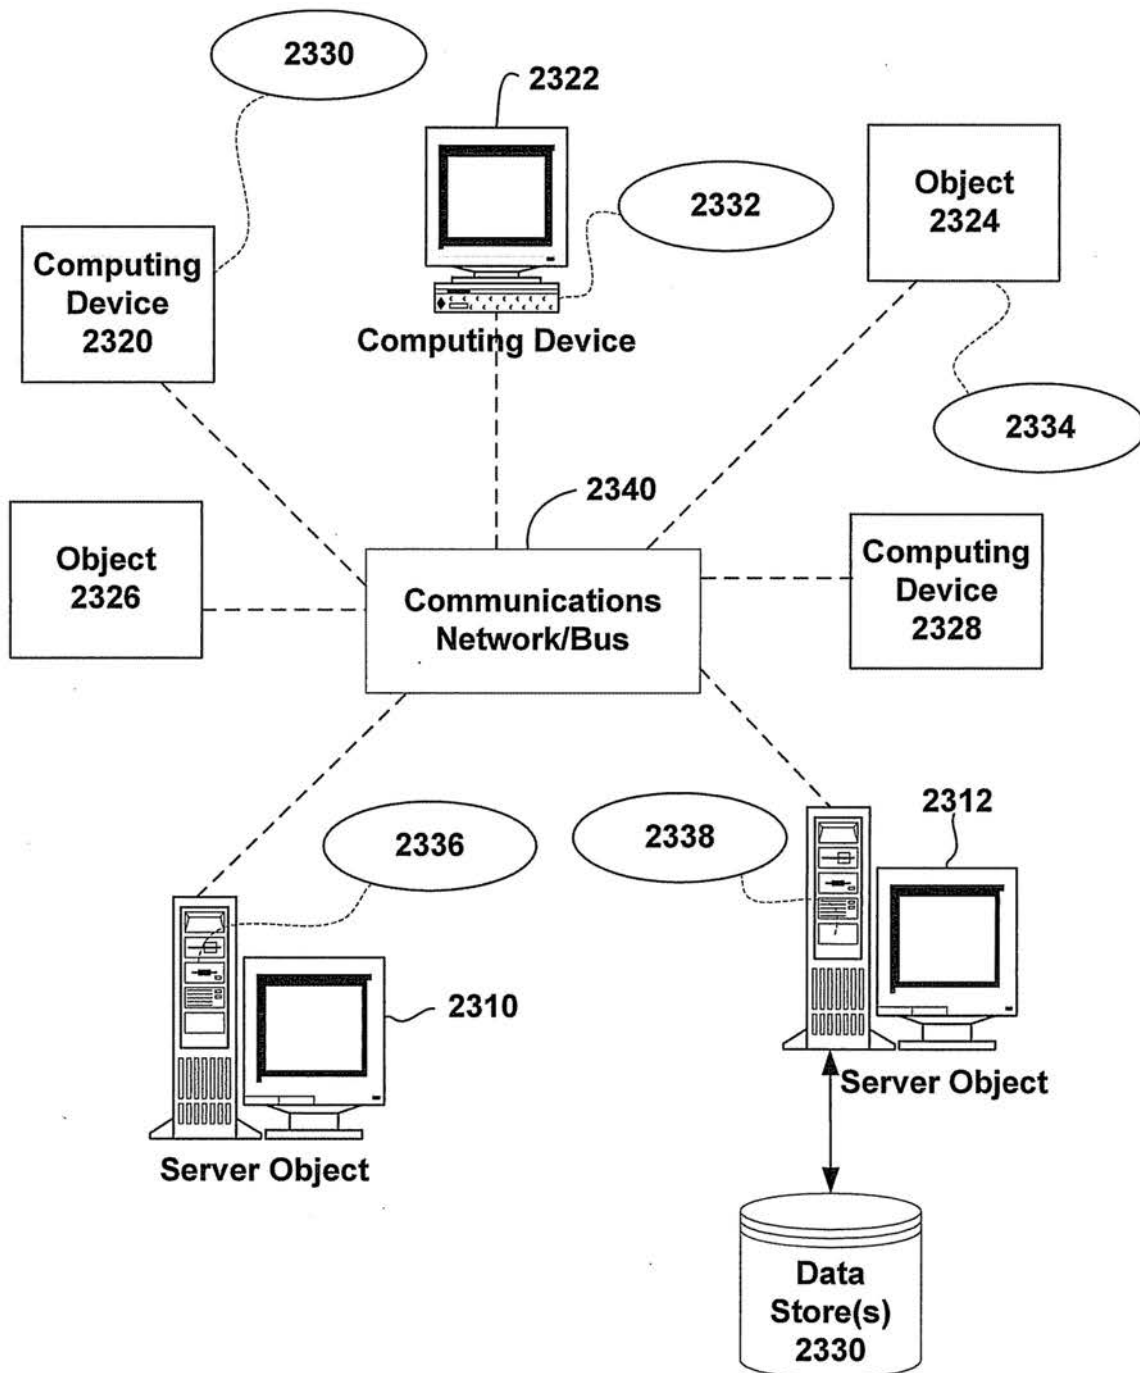 2330
2322
2332
Object
2324
Computing
Device
2320
Computing Device
2334
2340
Object
2326
Communications
Network/Bus
Computing
Device
2328
2336
2338
2312
2310
Server Object
Server Object
Data
Store(s)
2330